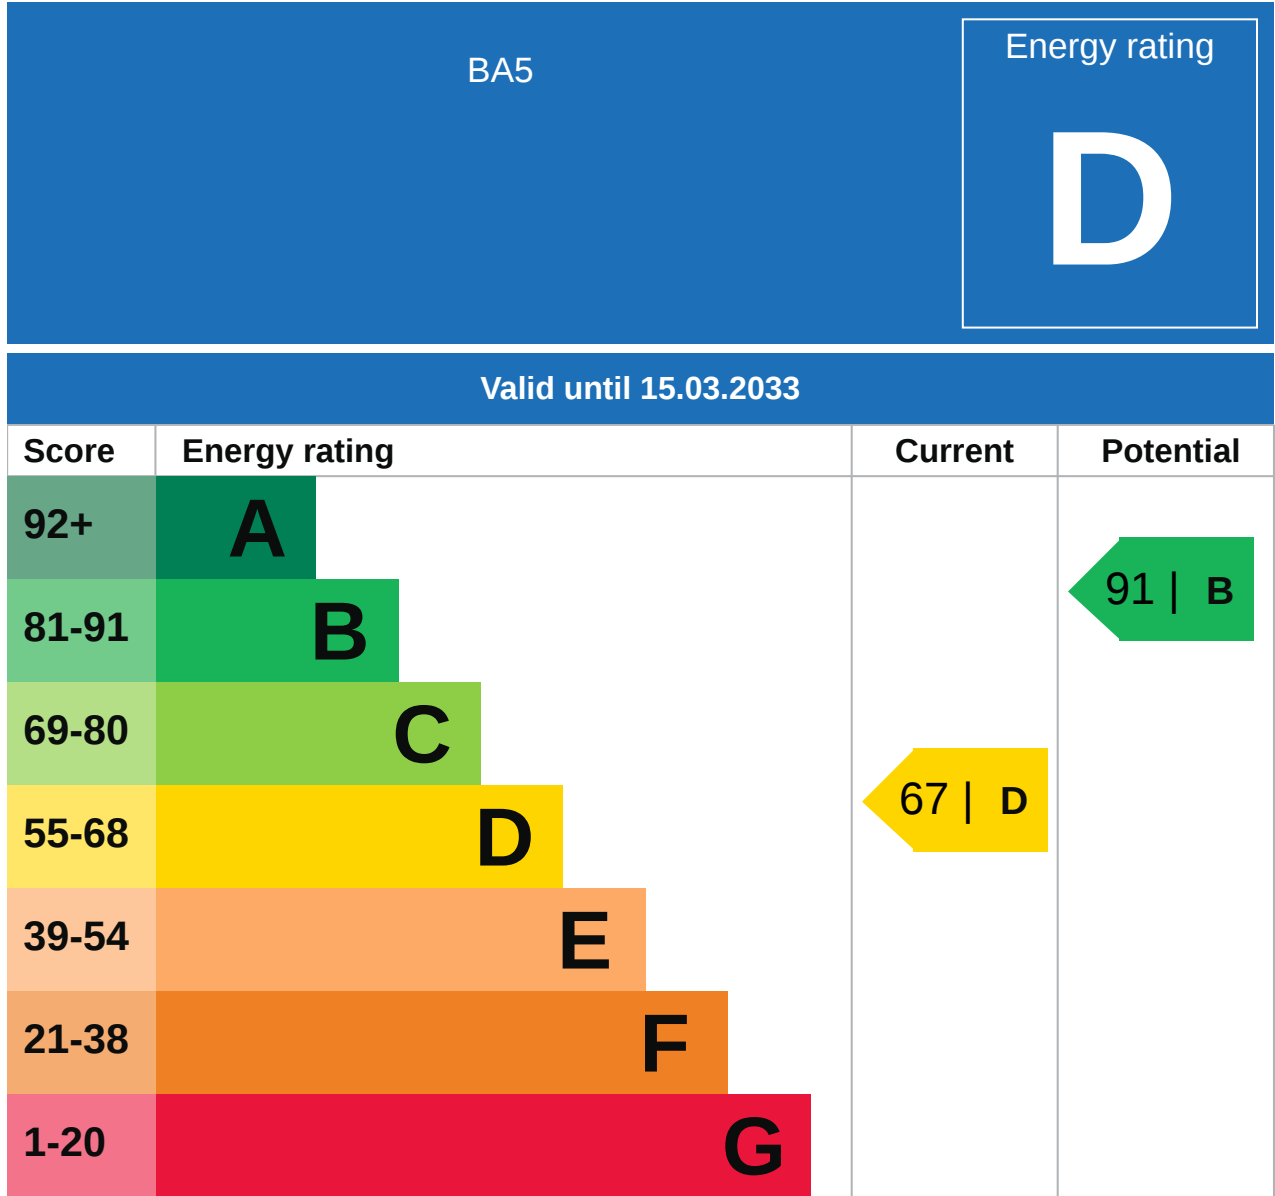 BA5
Energy rating
D
Valid until 15.03.2033
Score Energy rating Current Potential
92+ A
91 | B
81-91 B
69-80 C
67 | D
55-68 D
39-54 E
21-38 F
1-20 G